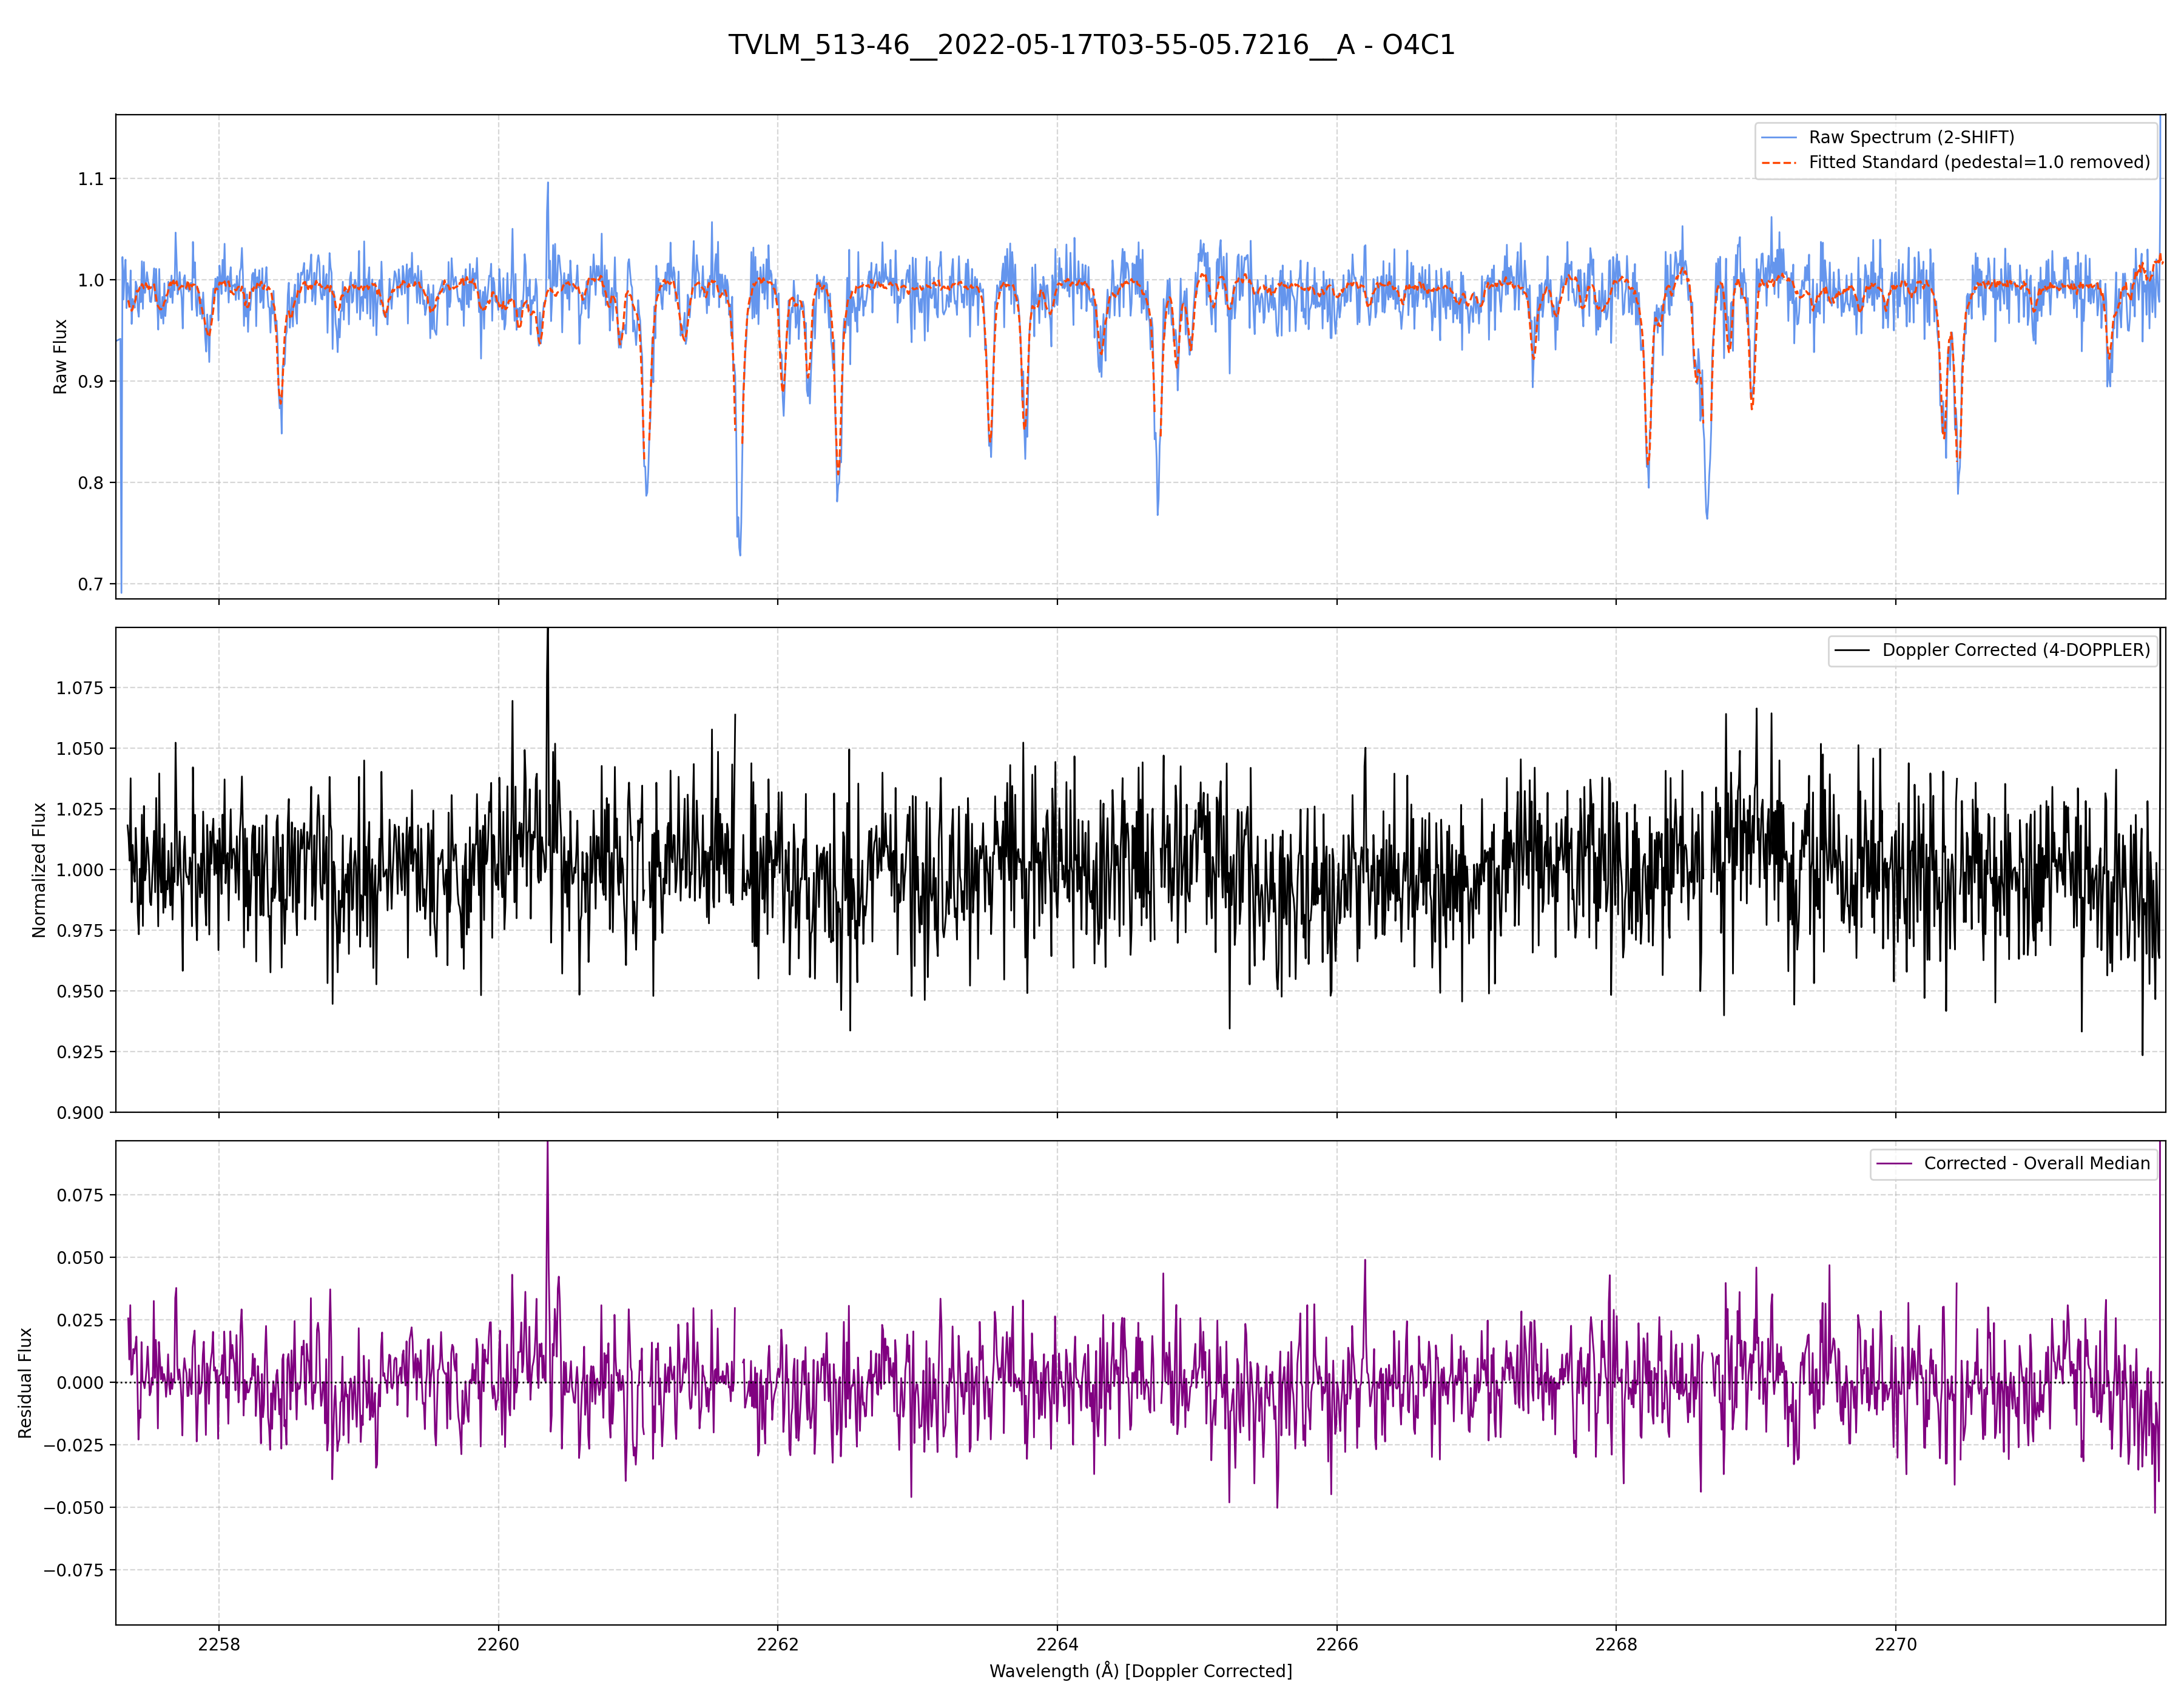 TVLM_513-46__2022-05-17T03-55-05.7216__A - O4C1
Raw Flux
1.1
1.0
0.9
0.8
0.7
Raw Spectrum (2-SHIFT)
Fitted Standard (pedestal=1.0 removed)
Normalized Flux
1.075
1.050
1.025
1.000
0.975
0.950
0.925
0.900
Doppler Corrected (4-DOPPLER)
Residual Flux
0.075
0.050
0.025
0.000
−0.025
−0.050
−0.075
Corrected - Overall Median
2258 2260 2262 2264 2266 2268 2270
Wavelength (Å) [Doppler Corrected]